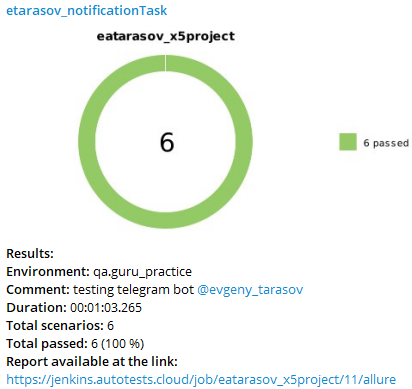 etarasov_notificationTask
eatarasov_x5project
6
6 passed
Results:
Environment: qa.guru_practice
Comment: testing telegram bot @evgeny_tarasov
Duration: 00:01:03.265
Total scenarios: 6
Total passed: 6 (100 %)
Report available at the link:
https://jenkins.autotests.cloud/job/eatarasov_x5project/11/allure